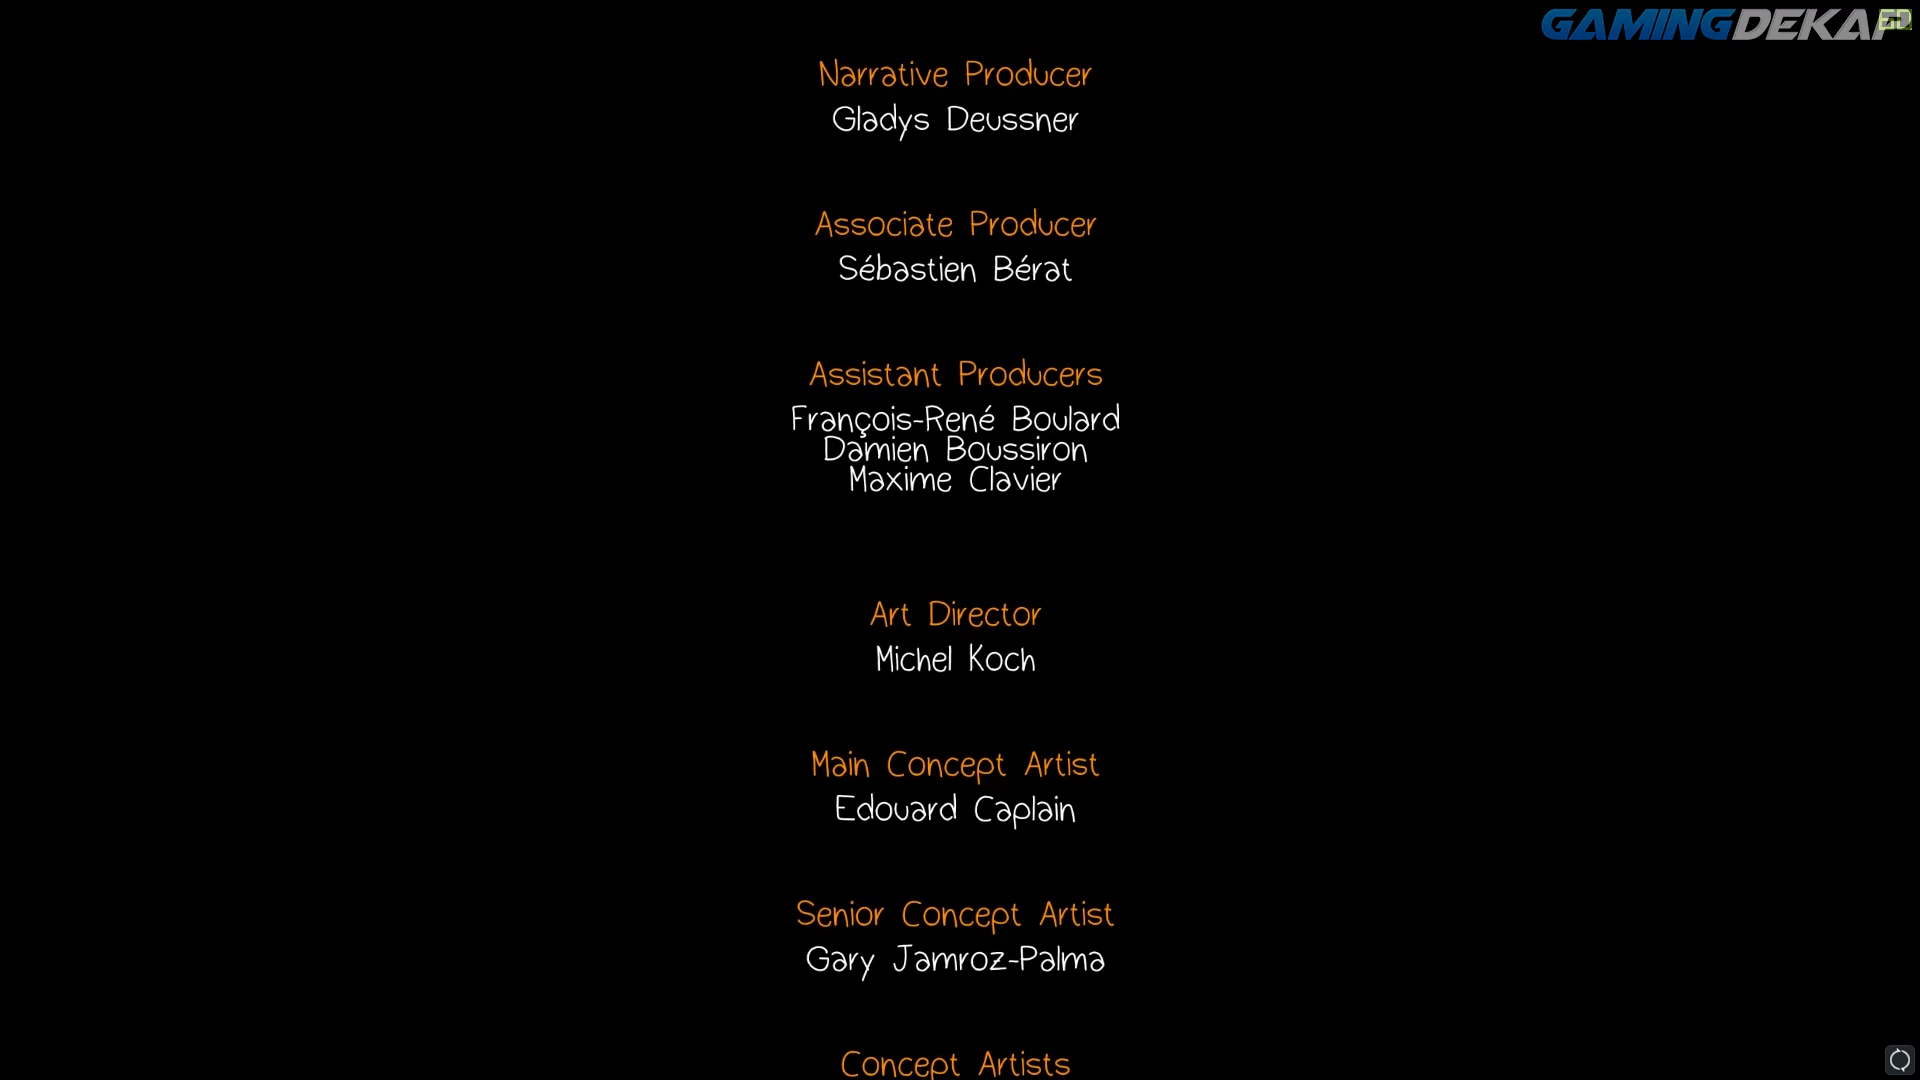 GAMINGDEKAF
Narrative Producer
Gladys Deussner
Associate Producer
Sébastien Bérat
Assistant Producers
François-René Boulard
Damien Boussiron
Maxime Clavier
Art Director
Michel Koch
Main Concept Artist
Edouard Caplain
Senior Concept Artist
Gary Jamroz-Palma
Concept Artists